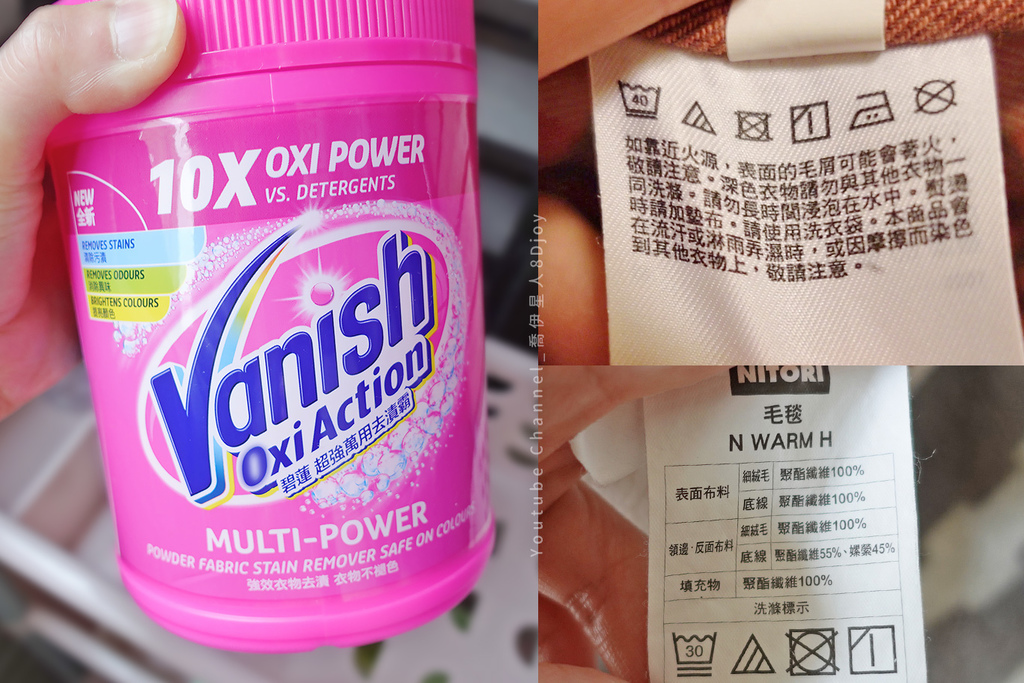 10X OXI POWER
VS. DETERGENTS
NEW
全新
REMOVES STAINS
清除污漬
REMOVES ODOURS
消除異味
BRIGHTENS COLOURS
Vanish
Oxi Action
碧蓮 超強萬用去漬霸
MULTI-POWER
POWDER FABRIC STAIN REMOVER SAFE ON COLOURS
強效衣物去漬 衣物不褪色
Youtube Channel_喬伊星人8Djoy
40
如靠近火源，表面的毛屑可能會著火，
敬請注意。深色衣物請勿與其他衣物一
同洗滌。請勿長時間浸泡在水中。熨燙
時請加墊布。請使用洗衣袋。本商品會
在流汗或淋雨弄濕時，或因摩擦而染色
到其他衣物上，敬請注意。
NITORI
毛毯
N WARM H
表面布料 細絨毛 聚酯纖維100%
底線 聚酯纖維100%
領邊·反面布料 細絨毛 聚酯纖維100%
底線 聚酯纖維55%、嫘縈45%
填充物 聚酯纖維100%
洗滌標示
30